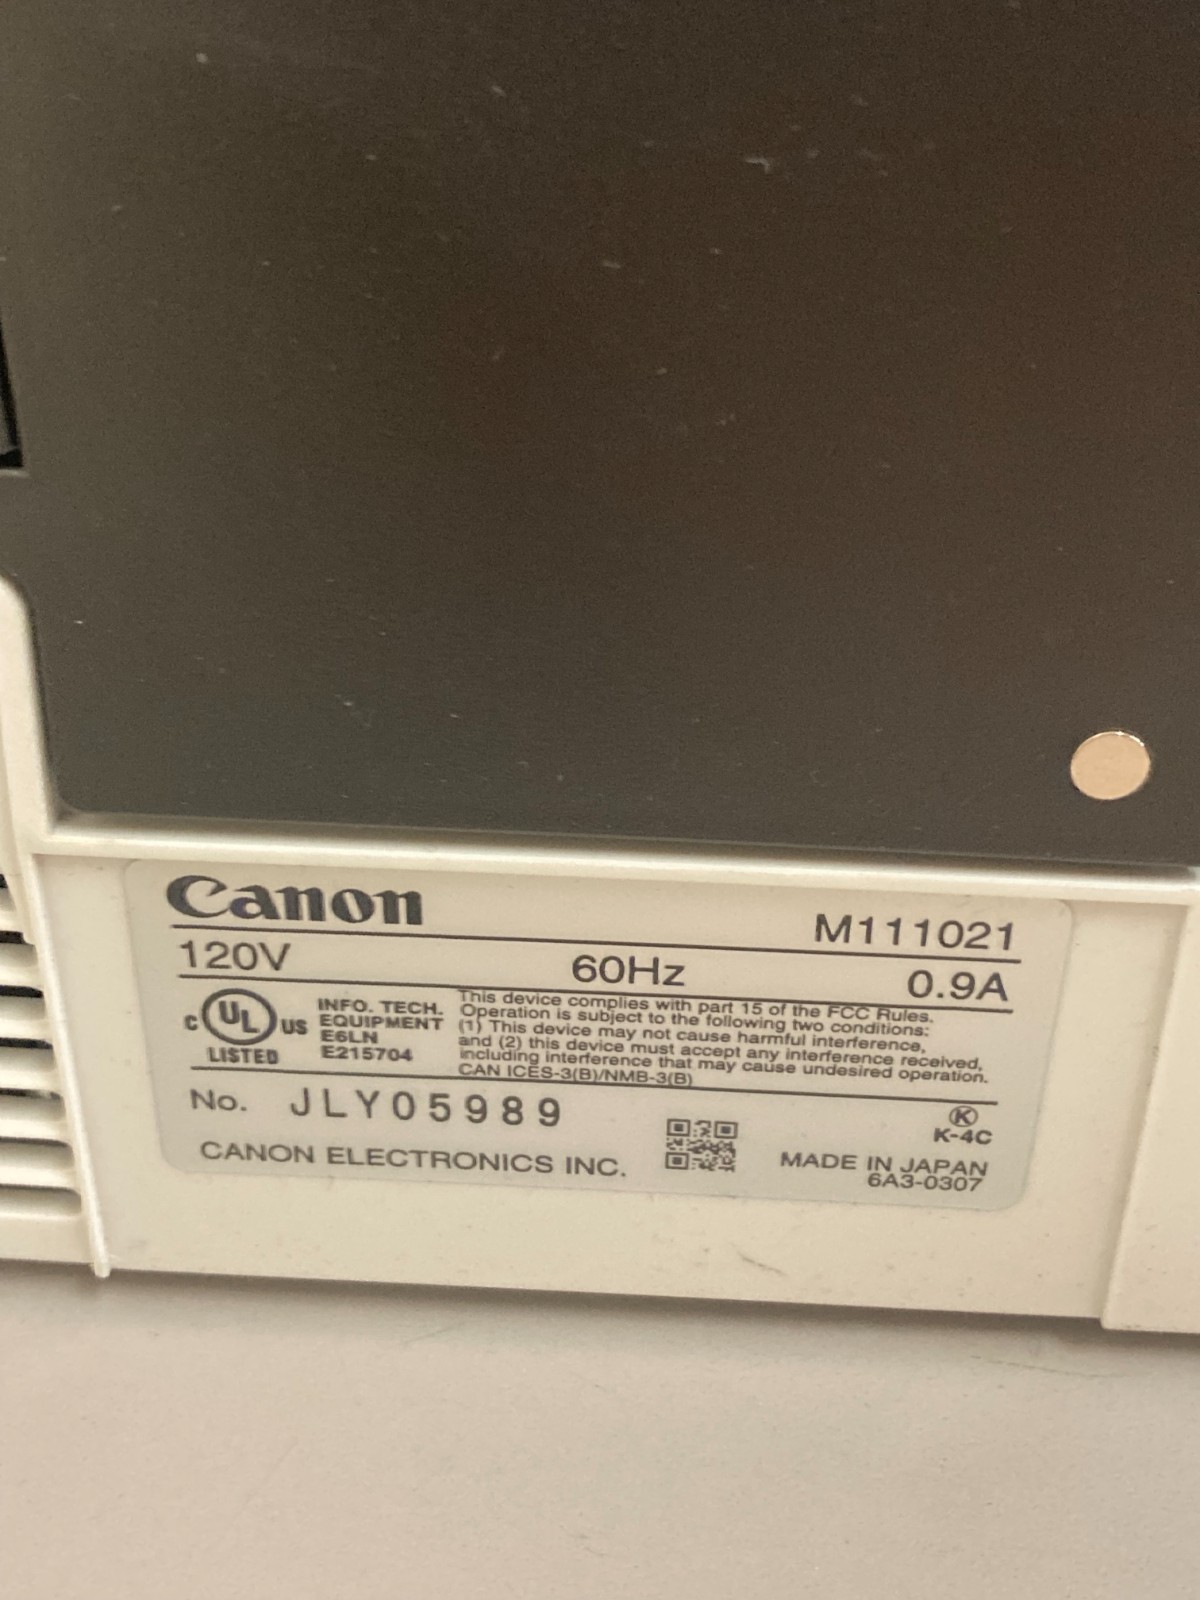 Canon
M111021
120V 60Hz 0.9A
C UL US LISTED
INFO. TECH.
EQUIPMENT
E6LN
E215704
This device complies with part 15 of the FCC Rules.
Operation is subject to the following two conditions:
(1) This device may not cause harmful interference,
and (2) this device must accept any interference received,
including interference that may cause undesired operation.
CAN ICES-3(B)/NMB-3(B)
No. JLY05989
K
K-4C
CANON ELECTRONICS INC.
MADE IN JAPAN
6A3-0307